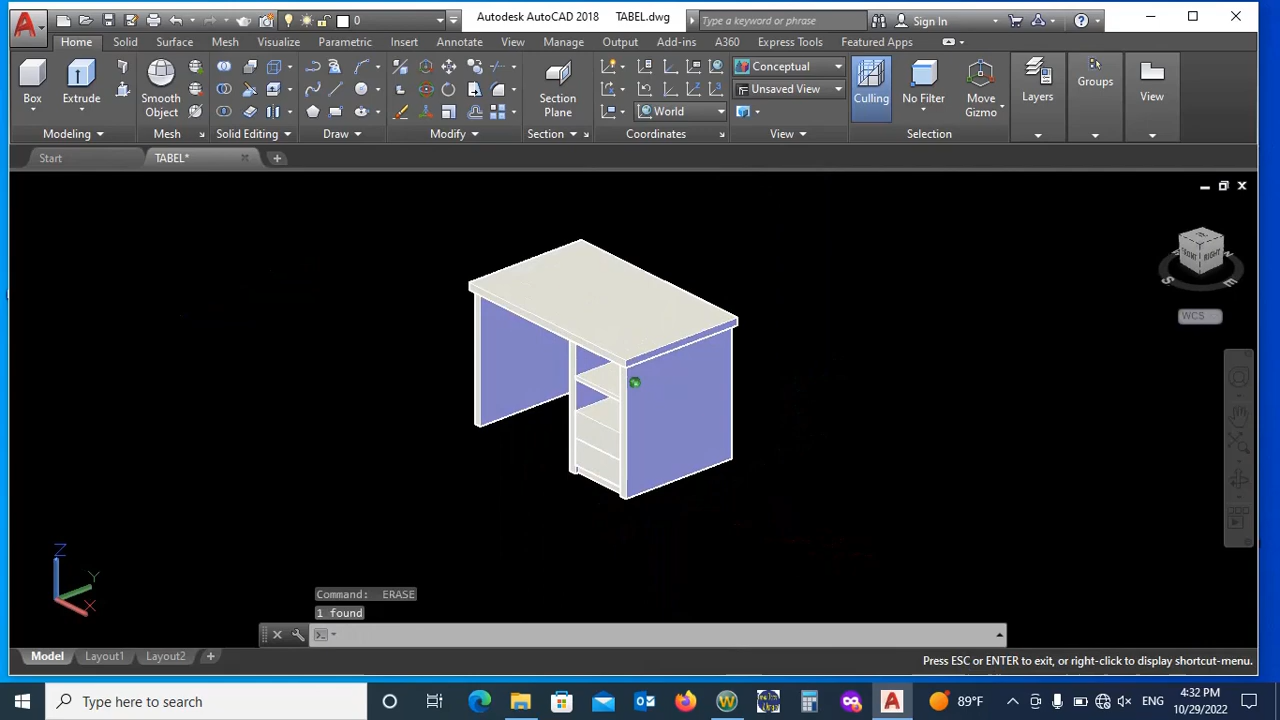 Autodesk AutoCAD 2018 TABEL.dwg
Type a keyword or phrase
Sign In
0
Home Solid Surface Mesh Visualize Parametric Insert Annotate View Manage Output Add-ins A360 Express Tools Featured Apps
Box
Extrude
Smooth
Object
Section
Plane
World
Conceptual
Unsaved View
Culling
No Filter
Move
Gizmo
Layers
Groups
View
Modeling
Mesh
Solid Editing
Draw
Modify
Section
Coordinates
View
Selection
Start
TABEL*
FRONT
RIGHT
S
E
N
WCS
Z
Y
X
Command: ERASE
1 found
Model Layout1 Layout2
Press ESC or ENTER to exit, or right-click to display shortcut-menu.
Type here to search
89°F
ENG
4:32 PM
10/29/2022